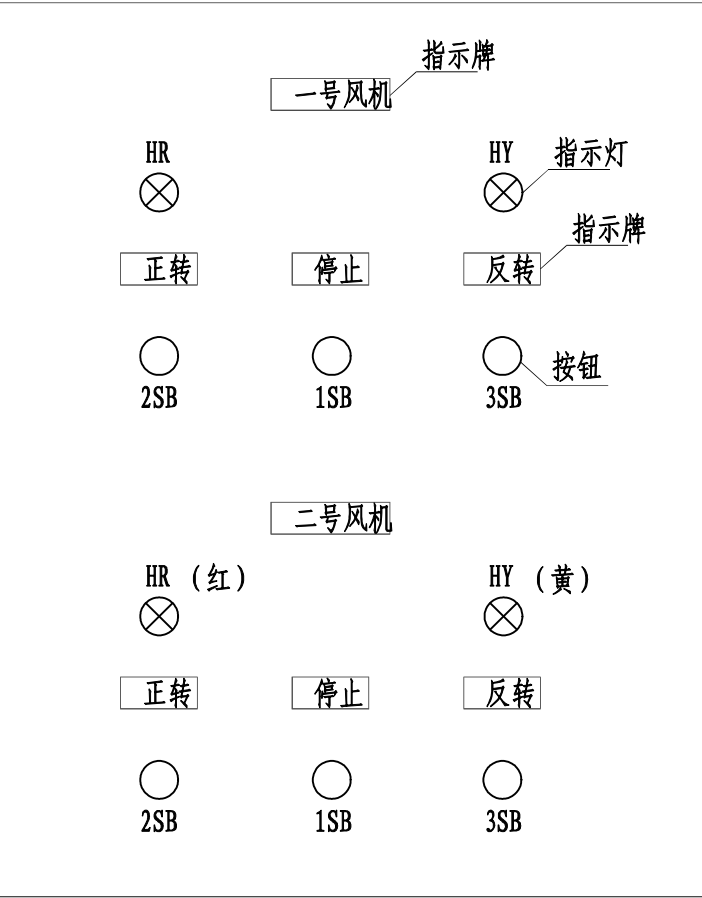 指示牌
一号风机
HR
HY
指示灯
指示牌
正转
停止
反转
按钮
2SB
1SB
3SB
二号风机
HR (红)
HY (黄)
正转
停止
反转
2SB
1SB
3SB